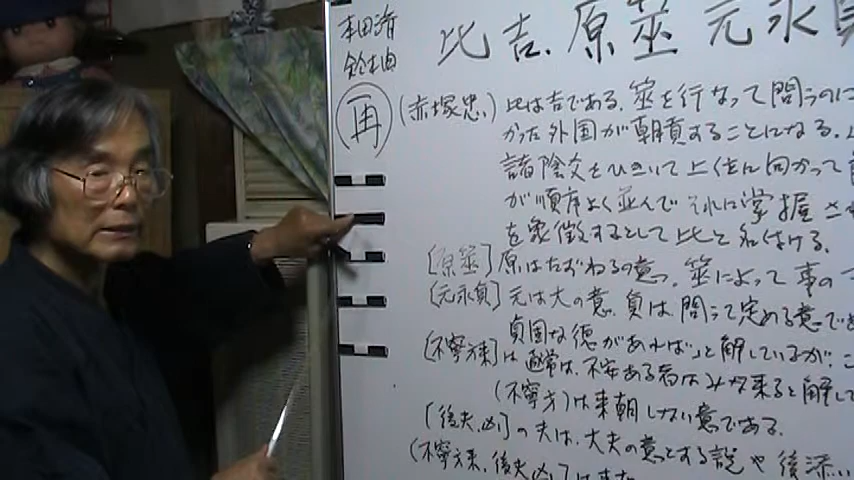 本田濟
鈴木由
再
比 吉. 原筮 元永貞
(赤塚忠) 比は吉である. 筮を行なって問うのに
かった外国が朝貢することになる.
諸陰爻をひきいて上位に向かって
が順序よく並んで それに掌握さ
を象徴するとして比と名付ける.
[原筮] 原はたずねるの意. 筮によって事の
[元永貞] 元は大の意. 貞は問って定める意で
貞固な徳があれば」と解しているが.
[不寧方来] は通常は. 不安ある者はみな来ると解して
(不寧方)は来朝しない意である.
[後夫.凶] の夫は. 大夫の意とする説や後
(不寧方来. 後夫凶)は